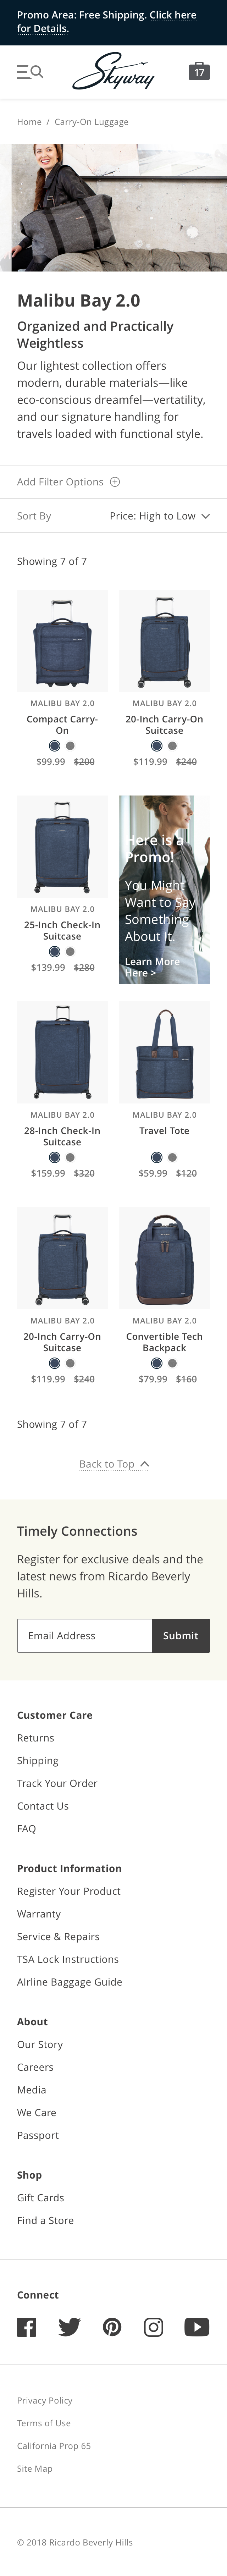 Promo Area: Free Shipping. Click here
for Details.
Skyway
17
Home / Carry-On Luggage
Malibu Bay 2.0
Organized and Practically
Weightless
Our lightest collection offers
modern, durable materials—like
eco-conscious dreamfel—vertatility,
and our signature handling for
travels loaded with functional style.
Add Filter Options
Sort By Price: High to Low
Showing 7 of 7
MALIBU BAY 2.0
Compact Carry-
On
$99.99 $200
MALIBU BAY 2.0
20-Inch Carry-On
Suitcase
$119.99 $240
MALIBU BAY 2.0
25-Inch Check-In
Suitcase
$139.99 $280
Here is a
Promo!
You Might
Want to Say
Something
About It.
Learn More
Here >
MALIBU BAY 2.0
28-Inch Check-In
Suitcase
$159.99 $320
MALIBU BAY 2.0
Travel Tote
$59.99 $120
MALIBU BAY 2.0
20-Inch Carry-On
Suitcase
$119.99 $240
MALIBU BAY 2.0
Convertible Tech
Backpack
$79.99 $160
Showing 7 of 7
Back to Top
Timely Connections
Register for exclusive deals and the
latest news from Ricardo Beverly
Hills.
Email Address
Submit
Customer Care
Returns
Shipping
Track Your Order
Contact Us
FAQ
Product Information
Register Your Product
Warranty
Service & Repairs
TSA Lock Instructions
AIrline Baggage Guide
About
Our Story
Careers
Media
We Care
Passport
Shop
Gift Cards
Find a Store
Connect
Privacy Policy
Terms of Use
California Prop 65
Site Map
© 2018 Ricardo Beverly Hills